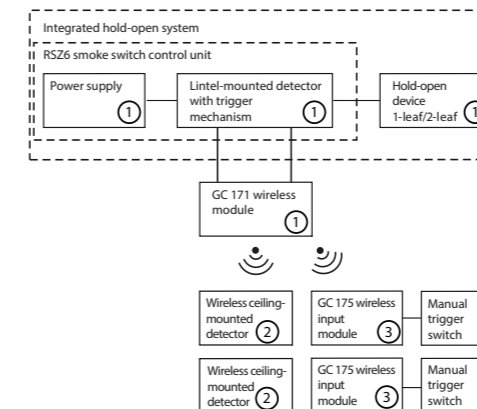 Integrated hold-open system
RSZ6 smoke switch control unit
Power supply
1
Lintel-mounted detector
with trigger
mechanism
1
Hold-open
device
1-leaf/2-leaf
1
GC 171 wireless
module
1
Wireless ceiling-
mounted
detector
2
GC 175 wireless
input
module
3
Manual
trigger
switch
Wireless ceiling-
mounted
detector
2
GC 175 wireless
input
module
3
Manual
trigger
switch